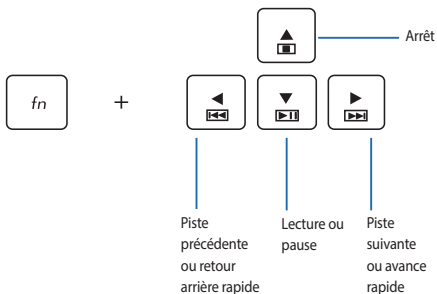 Arrêt
fn
+
Piste
précédente
ou retour
arrière rapide
Lecture ou
pause
Piste
suivante
ou avance
rapide